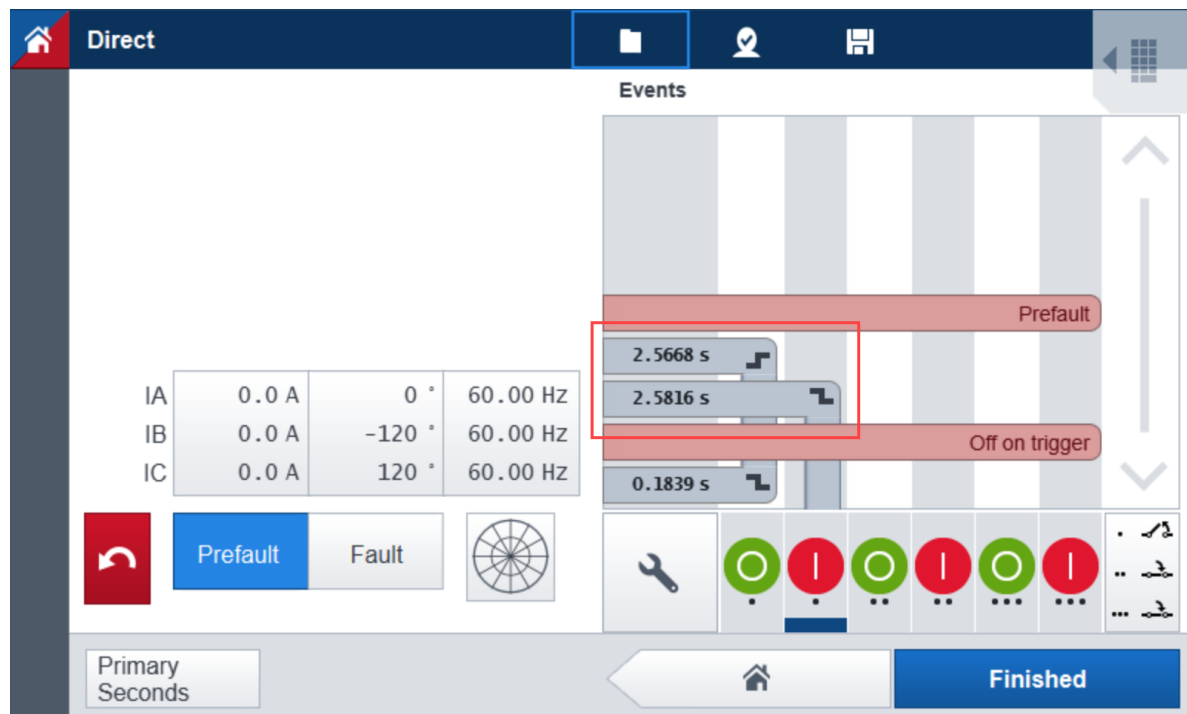 Direct
Events
Prefault
2.5668 s
2.5816 s
Off on trigger
0.1839 s
IA 0.0 A 0 ° 60.00 Hz
IB 0.0 A -120 ° 60.00 Hz
IC 0.0 A 120 ° 60.00 Hz
Prefault Fault
Primary
Seconds
Finished